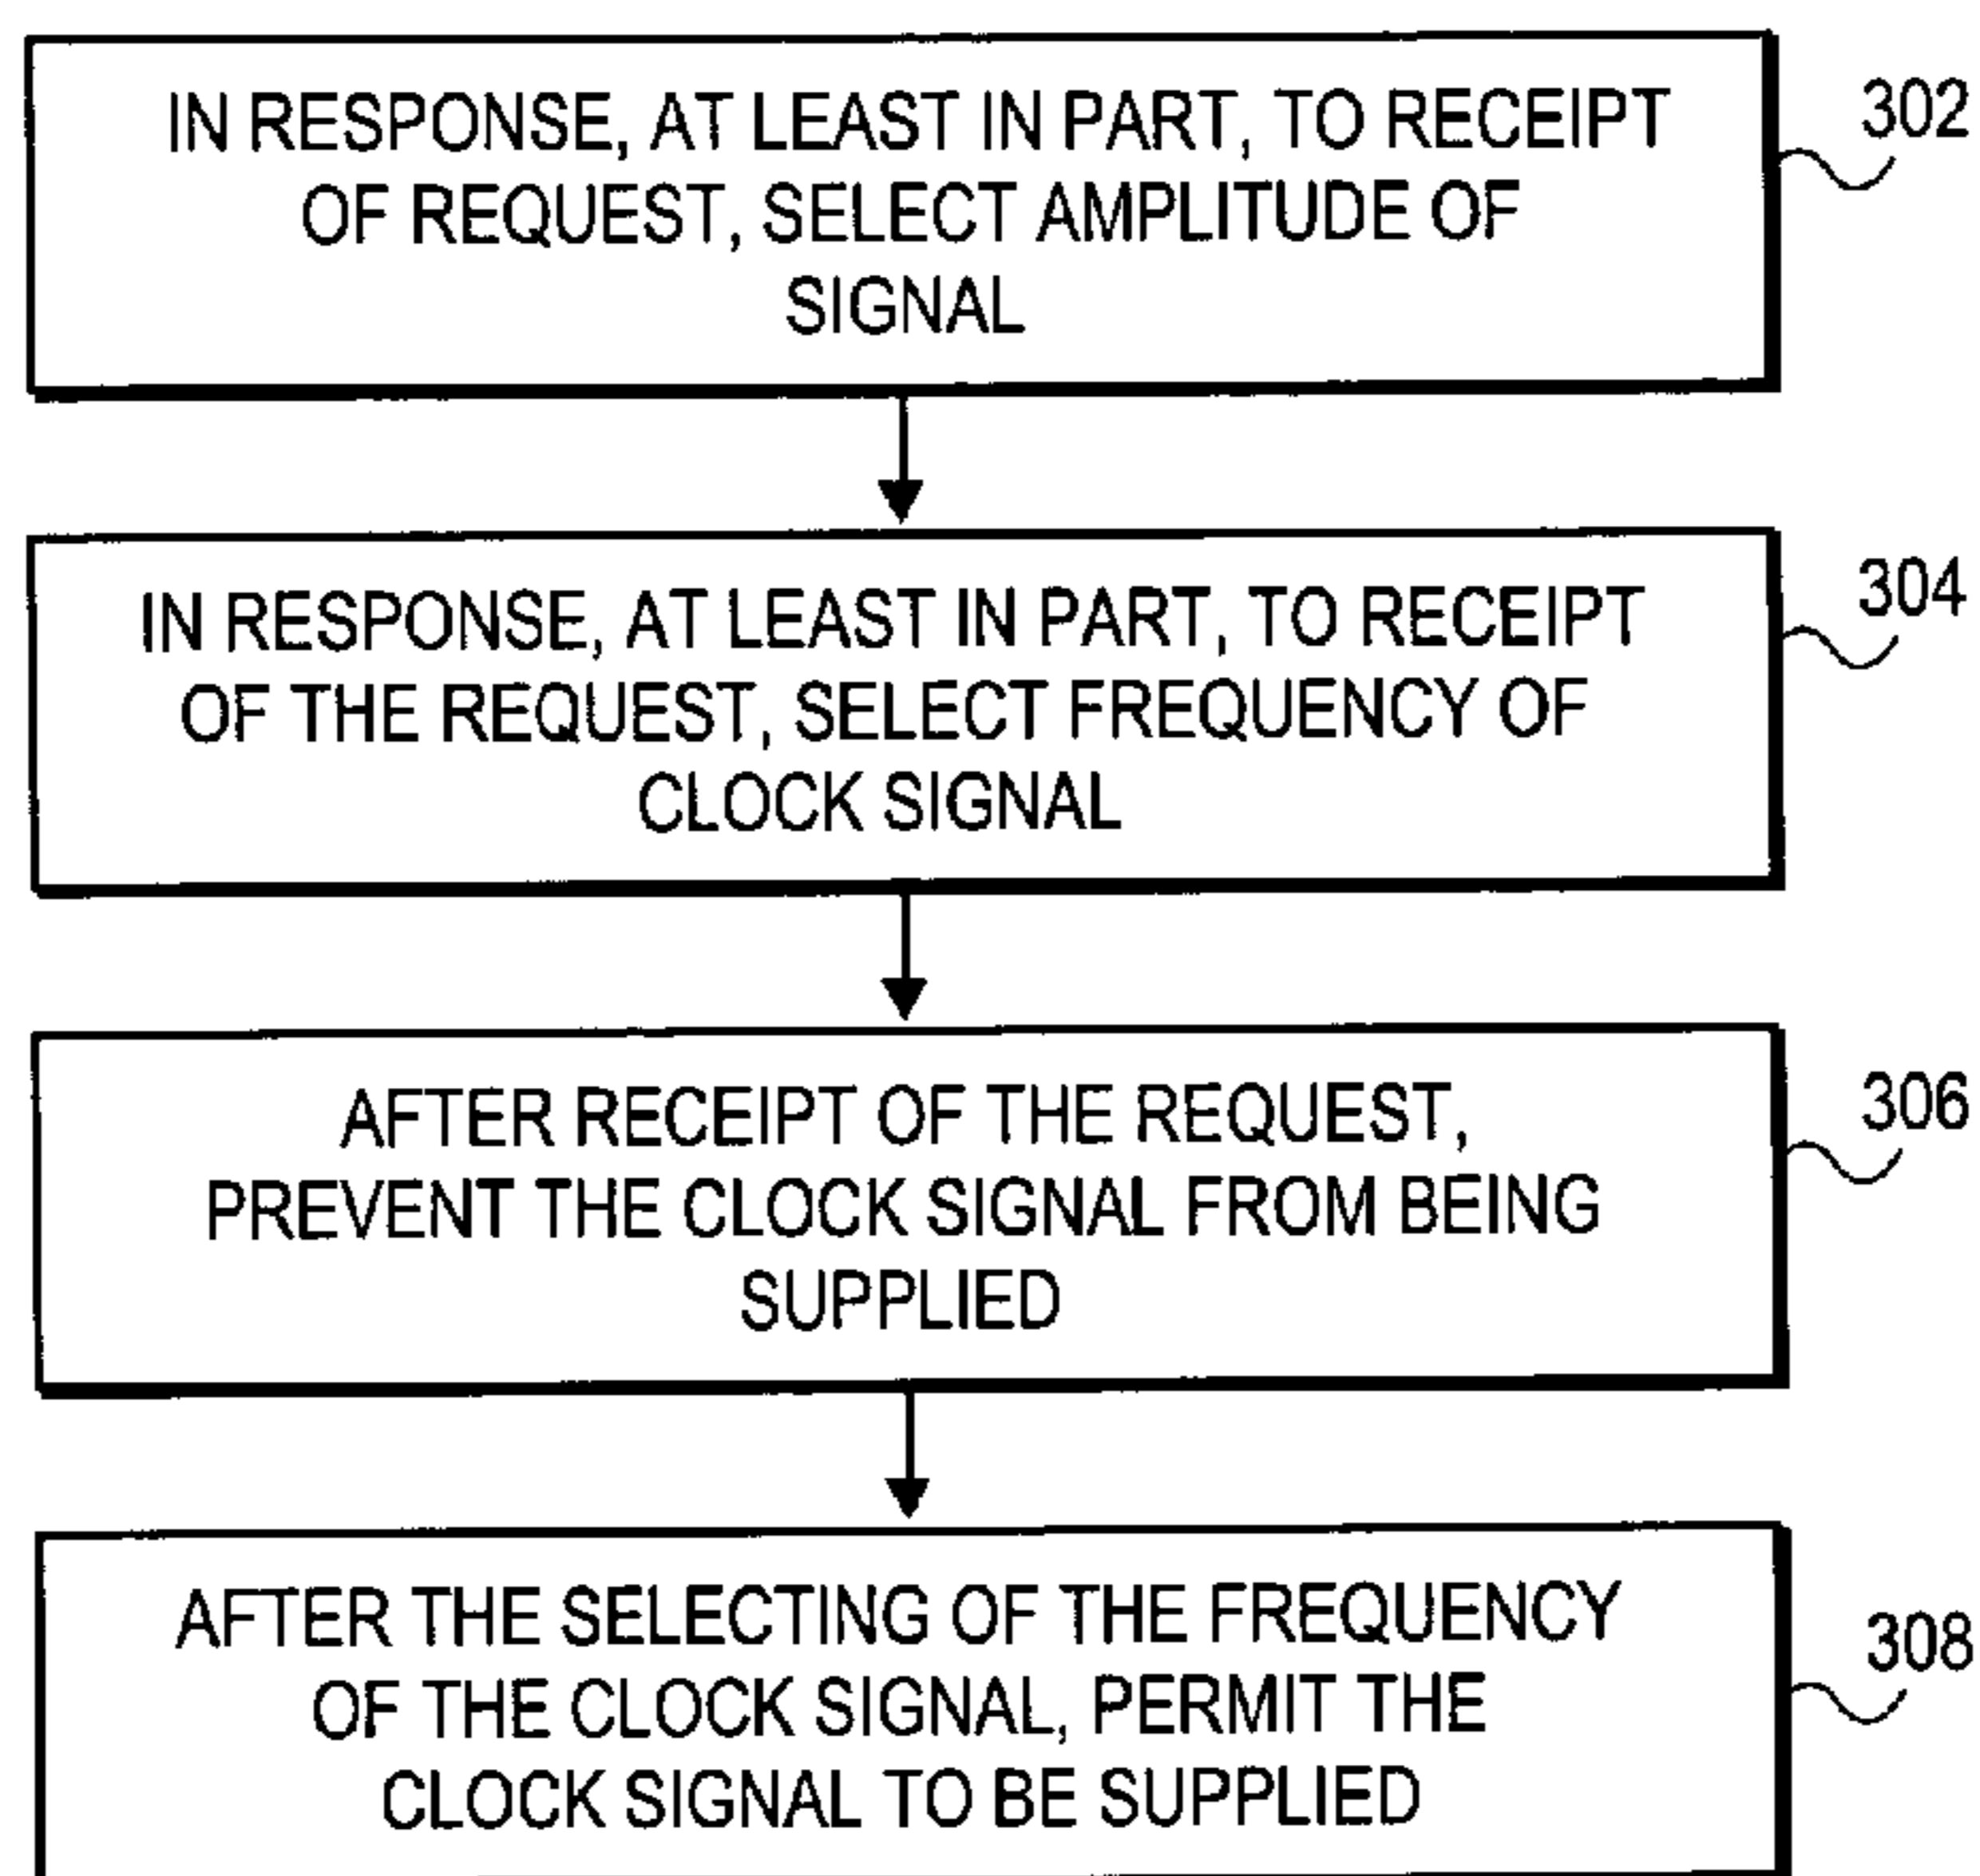 IN RESPONSE, AT LEAST IN PART, TO RECEIPT
OF REQUEST, SELECT AMPLITUDE OF
SIGNAL
302
IN RESPONSE, AT LEAST IN PART, TO RECEIPT
OF THE REQUEST, SELECT FREQUENCY OF
CLOCK SIGNAL
304
AFTER RECEIPT OF THE REQUEST,
PREVENT THE CLOCK SIGNAL FROM BEING
SUPPLIED
306
AFTER THE SELECTING OF THE FREQUENCY
OF THE CLOCK SIGNAL, PERMIT THE
CLOCK SIGNAL TO BE SUPPLIED
308